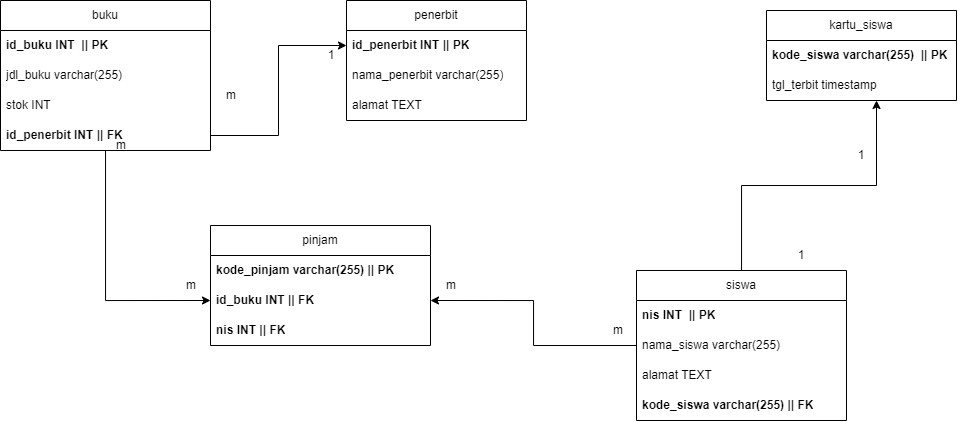 buku
id_buku INT || PK
jdl_buku varchar(255)
stok INT
id_penerbit INT || FK
m
1
penerbit
id_penerbit INT || PK
nama_penerbit varchar(255)
alamat TEXT
kartu_siswa
kode_siswa varchar(255) || PK
tgl_terbit timestamp
m
m
pinjam
kode_pinjam varchar(255) || PK
id_buku INT || FK
nis INT || FK
m
m
1
1
siswa
nis INT || PK
nama_siswa varchar(255)
alamat TEXT
kode_siswa varchar(255) || FK